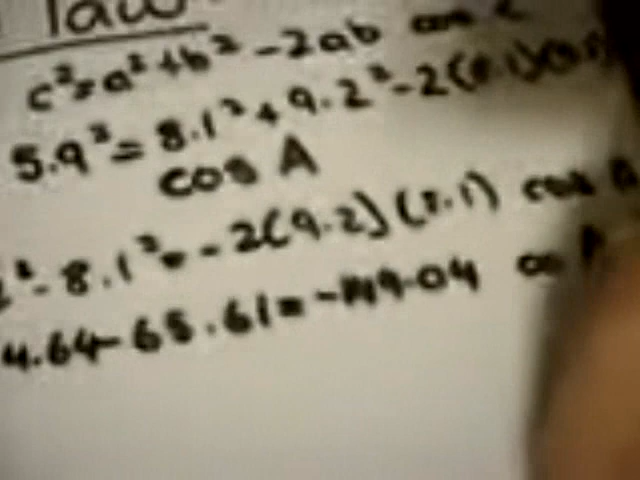 law
c² = a² + b² - 2ab cos C
5.9² = 8.1² + 9.2² - 2(8.1)(9.
cos A
² - 8.1² = - 2(9.2)(8.1) cos
4.64 - 65.61 = -149.04 cos A